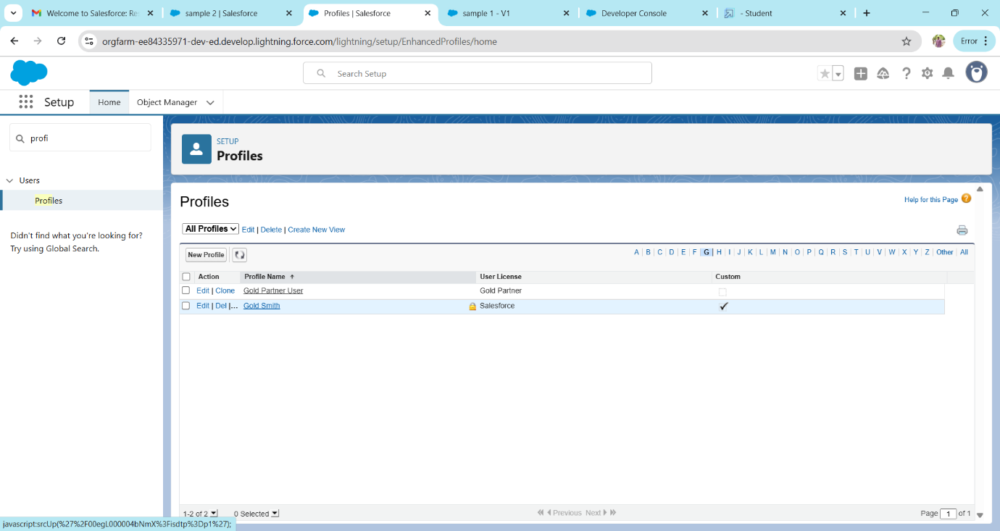 Welcome to Salesforce: Re
sample 2 | Salesforce
Profiles | Salesforce
sample 1 - V1
Developer Console
- Student
orgfarm-ee84335971-dev-ed.develop.lightning.force.com/lightning/setup/EnhancedProfiles/home
Error
Search Setup
Setup
Home
Object Manager
profi
Users
Profiles
Didn't find what you're looking for?
Try using Global Search.
SETUP
Profiles
Profiles
Help for this Page
All Profiles
Edit | Delete | Create New View
New Profile
A | B | C | D | E | F | G | H | I | J | K | L | M | N | O | P | Q | R | S | T | U | V | W | X | Y | Z | Other | All
Action Profile Name User License Custom
Edit | Clone Gold Partner User Gold Partner
Edit | Del |... Gold Smith Salesforce
1-2 of 2 0 Selected Previous Next Page 1 of 1
javascript:srcUp(%27%2F00egL000004bNmX%3Fisdtp%3Dp1%27);